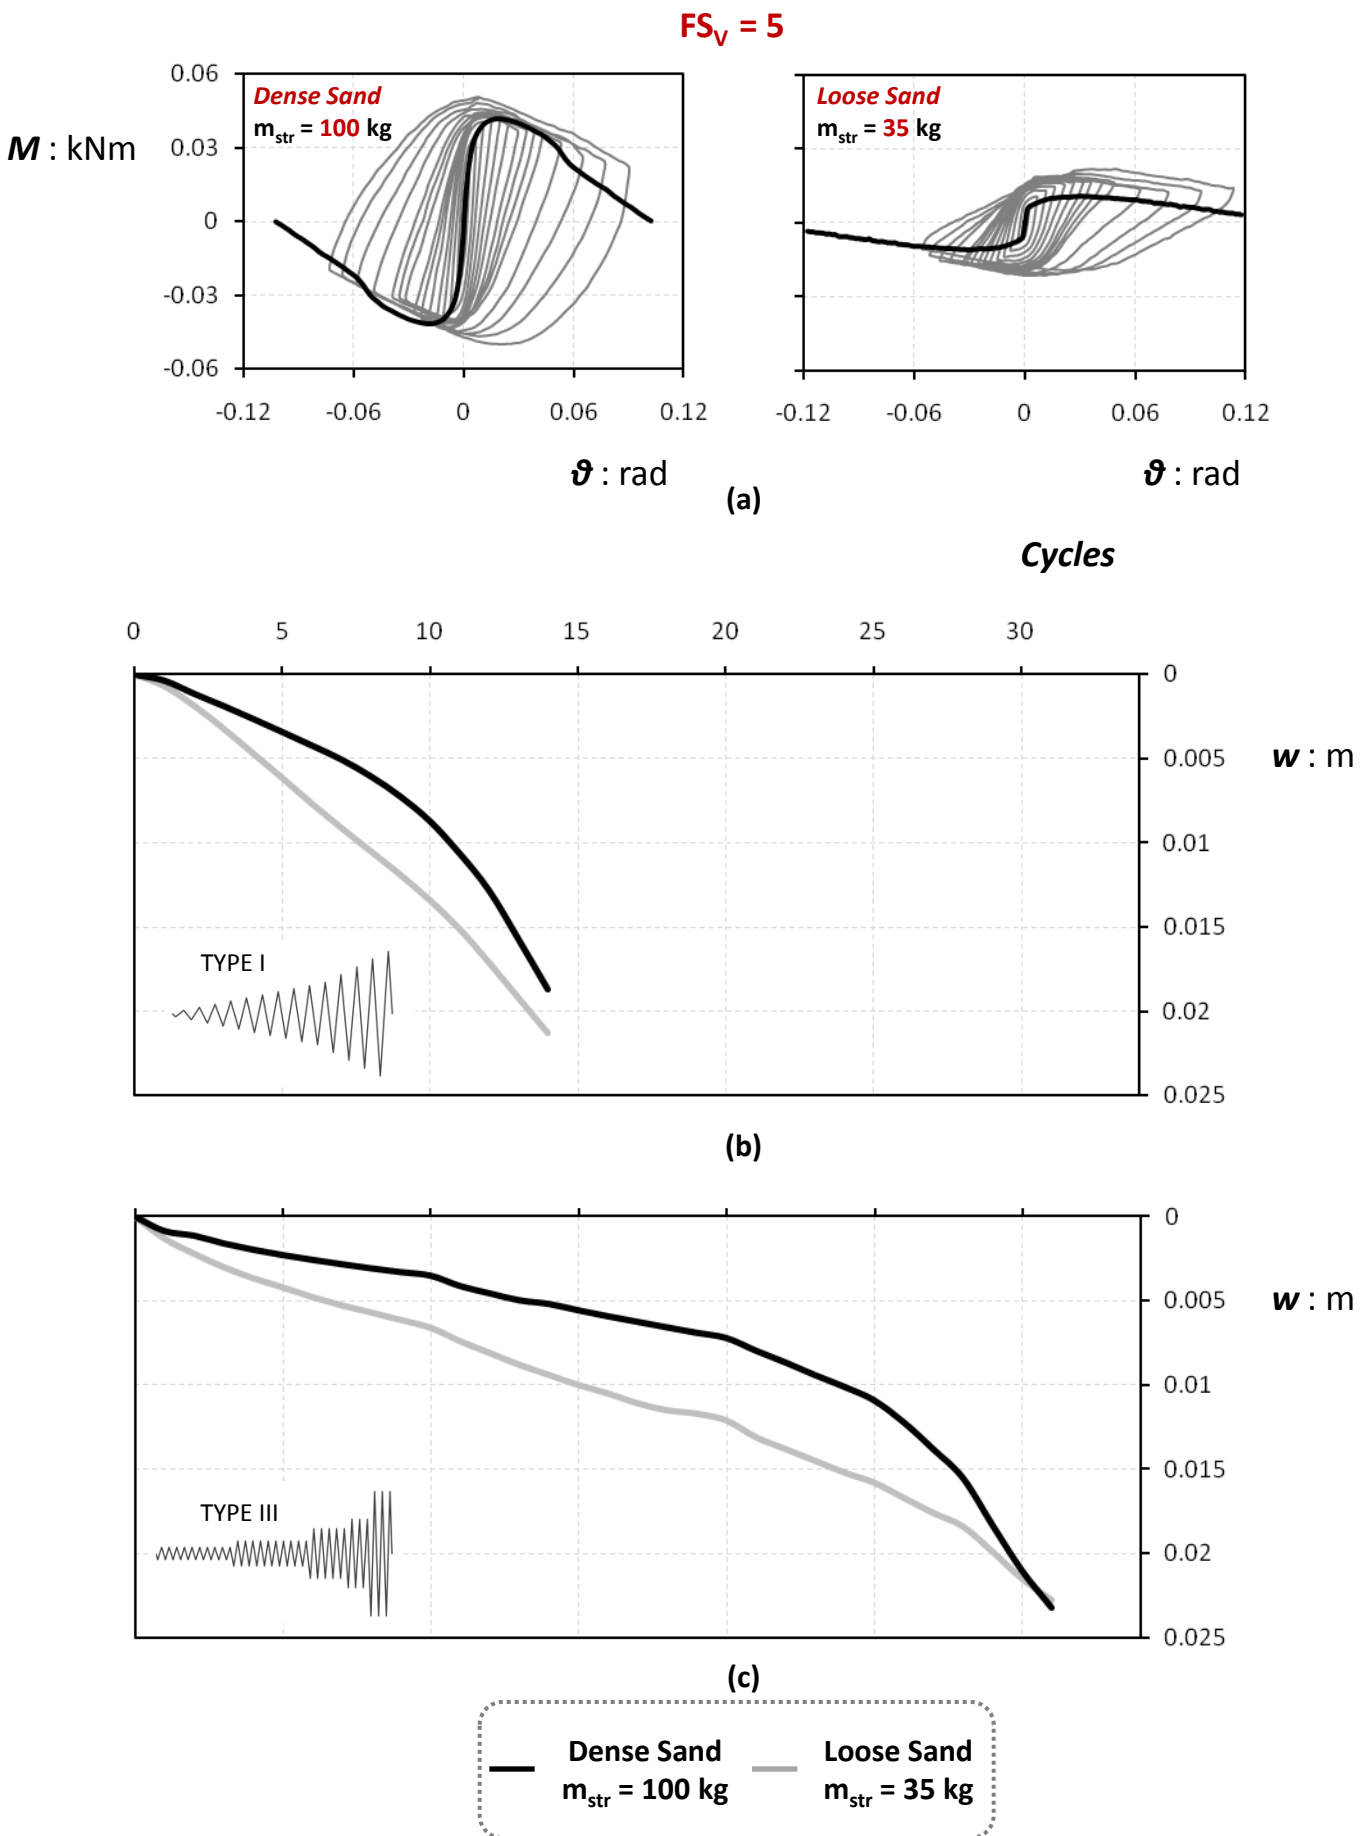 FSV = 5
M : kNm
0.06
0.03
0
-0.03
-0.06
Dense Sand
mstr = 100 kg
-0.12 -0.06 0 0.06 0.12
ϑ : rad
Loose Sand
mstr = 35 kg
-0.12 -0.06 0 0.06 0.12
ϑ : rad
(a)
Cycles
0 5 10 15 20 25 30
0
0.005
0.01
0.015
0.02
0.025
w : m
TYPE I
(b)
0
0.005
0.01
0.015
0.02
0.025
w : m
TYPE III
(c)
Dense Sand
mstr = 100 kg
Loose Sand
mstr = 35 kg